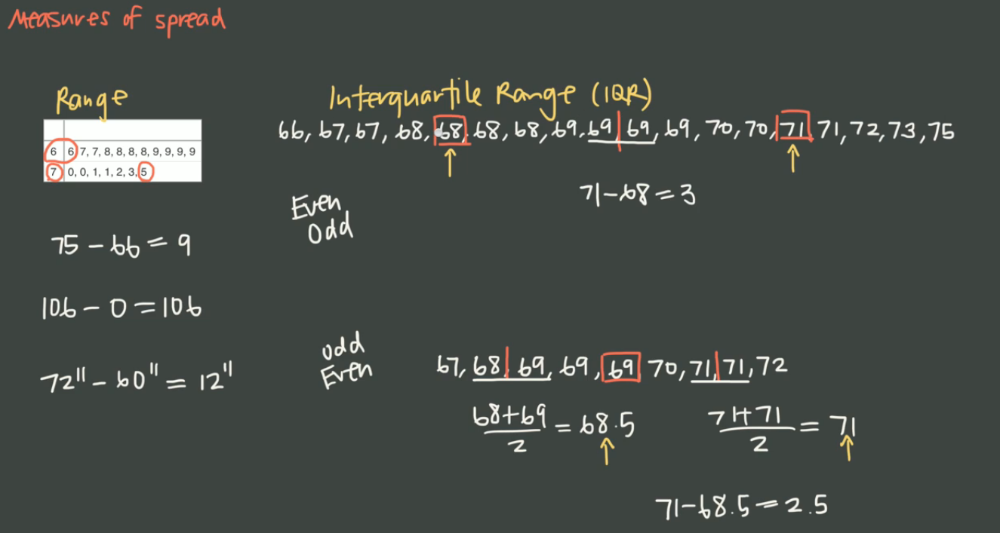 Measures of spread
Range
6 6 7, 7, 8, 8, 8, 8, 9, 9, 9, 9
7 0, 0, 1, 1, 2, 3, 5
75 - 66 = 9
106 - 0 = 106
72" - 60" = 12"
Interquartile Range (IQR)
66, 67, 67, 68, 68, 68, 68, 69, 69, 69, 69, 70, 70, 71, 71, 72, 73, 75
71 - 68 = 3
Even
Odd
odd
Even
67, 68, 69, 69, 69, 70, 71, 71, 72
68+69/2 = 68.5 71+71/2 = 71
71 - 68.5 = 2.5